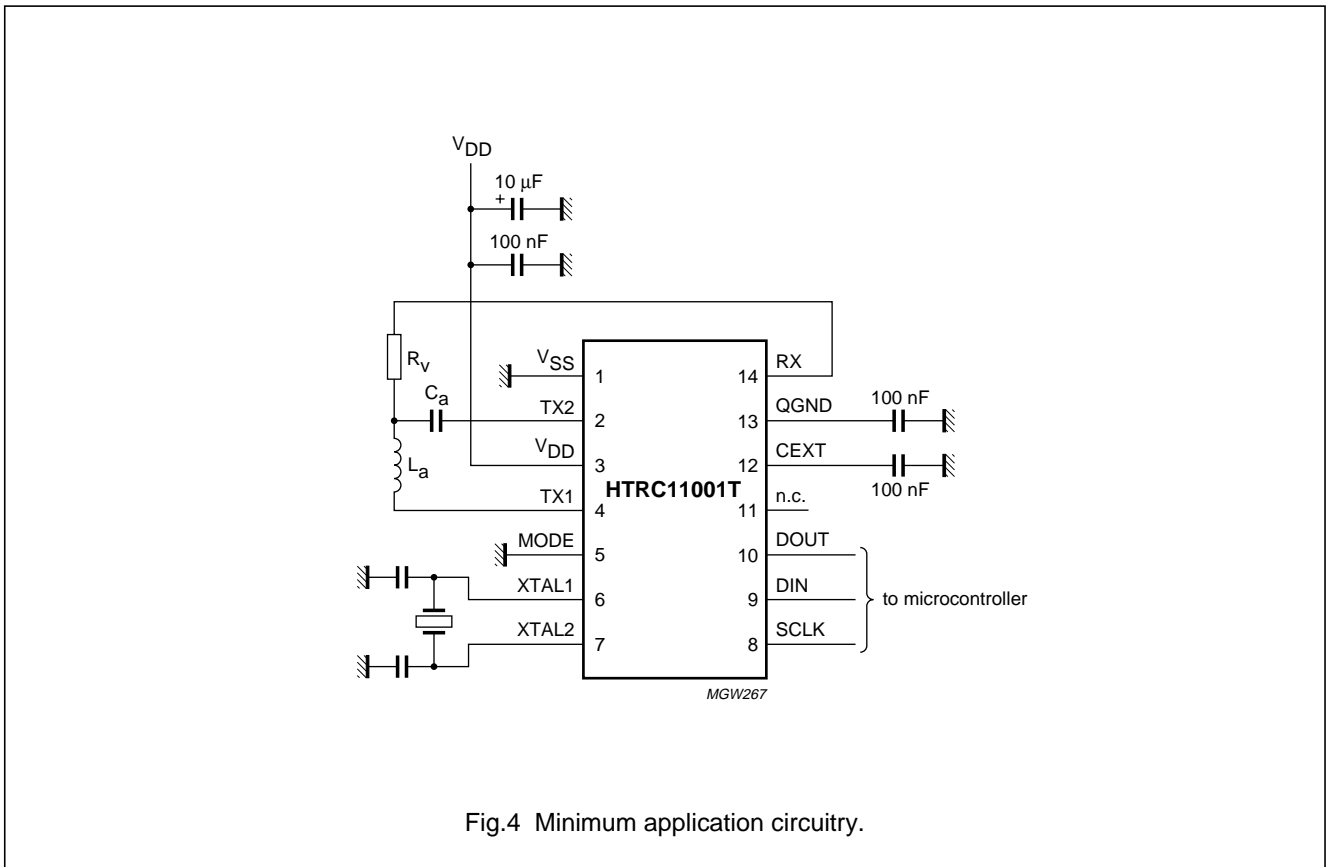 VDD
10 µF
+
100 nF
Rv
Ca
La
VSS
TX2
VDD
TX1
MODE
XTAL1
XTAL2
1
2
3
4
5
6
7
HTRC11001T
14
13
12
11
10
9
8
RX
QGND
CEXT
n.c.
DOUT
DIN
SCLK
100 nF
100 nF
to microcontroller
MGW267
Fig.4 Minimum application circuitry.